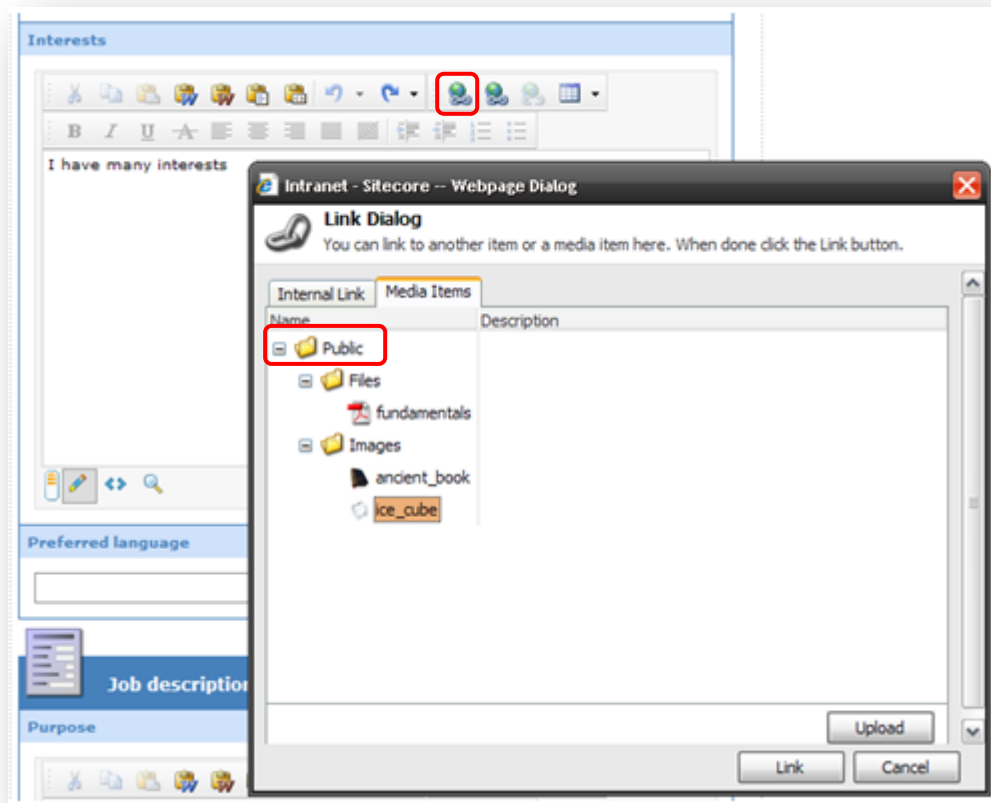 Interests
B I U A
I have many interests
Intranet - Sitecore -- Webpage Dialog
Link Dialog
You can link to another item or a media item here. When done click the Link button.
Internal Link Media Items
Name Description
Public
Files
fundamentals
Images
ancient_book
ice_cube
Preferred language
Job description
Purpose
Upload
Link Cancel